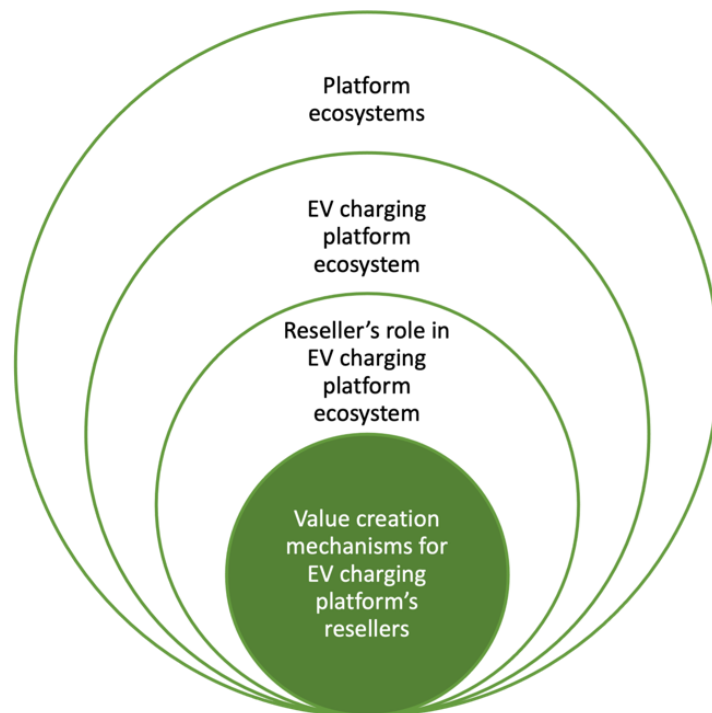 Platform
ecosystems
EV charging
platform
ecosystem
Reseller’s role in
EV charging
platform
ecosystem
Value creation
mechanisms for
EV charging
platform’s
resellers